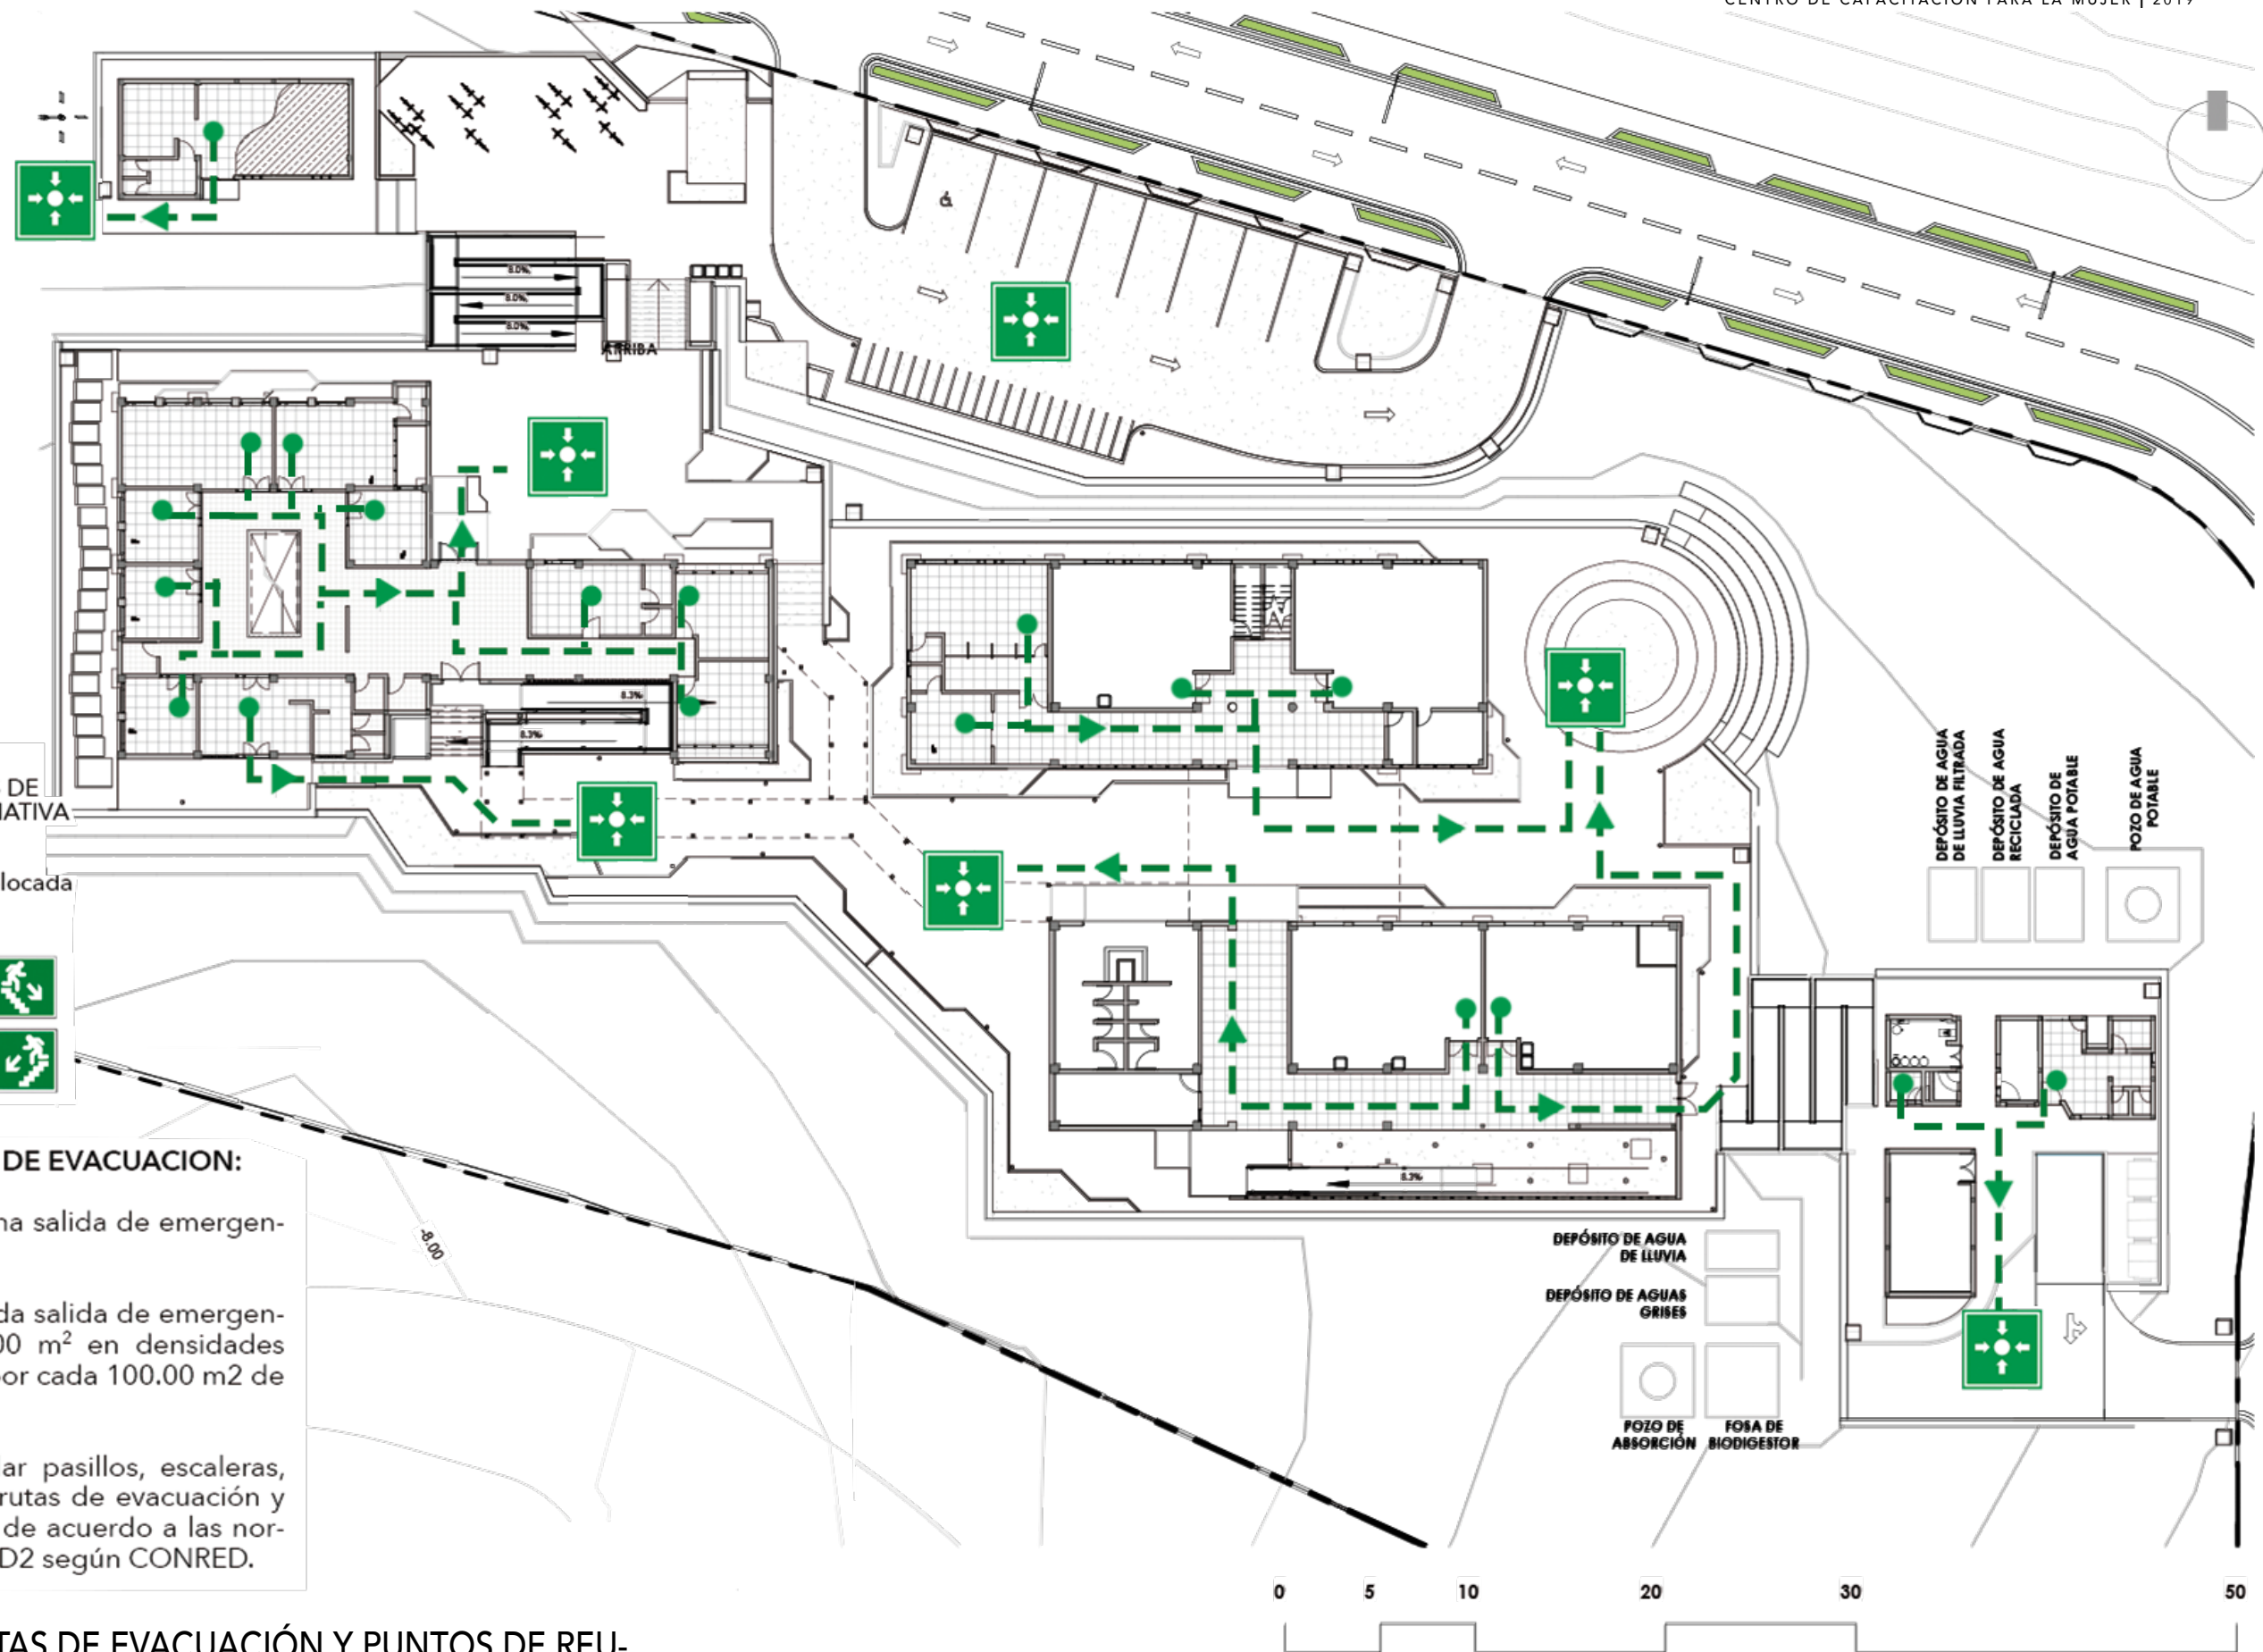 CENTRO DE CAPACITACIÓN PARA LA MUJER | 2019
8.0%
8.0%
8.0%
ARRIBA
8.3%
8.3%
DE
IATIVA
locada
DEPÓSITO DE AGUA
DE LLUVIA FILTRADA
DEPÓSITO DE AGUA
RECICLADA
DEPÓSITO DE
AGUA POTABLE
POZO DE AGUA
POTABLE
DE EVACUACION:
na salida de emergen-
da salida de emergen-
00 m² en densidades
por cada 100.00 m2 de
lar pasillos, escaleras,
rutas de evacuación y
de acuerdo a las nor-
D2 según CONRED.
-8.00
8.3%
DEPÓSITO DE AGUA
DE LLUVIA
DEPÓSITO DE AGUAS
GRISES
POZO DE
ABSORCIÓN
FOSA DE
BIODIGESTOR
0 5 10 20 30 50
TAS DE EVACUACIÓN Y PUNTOS DE REU-